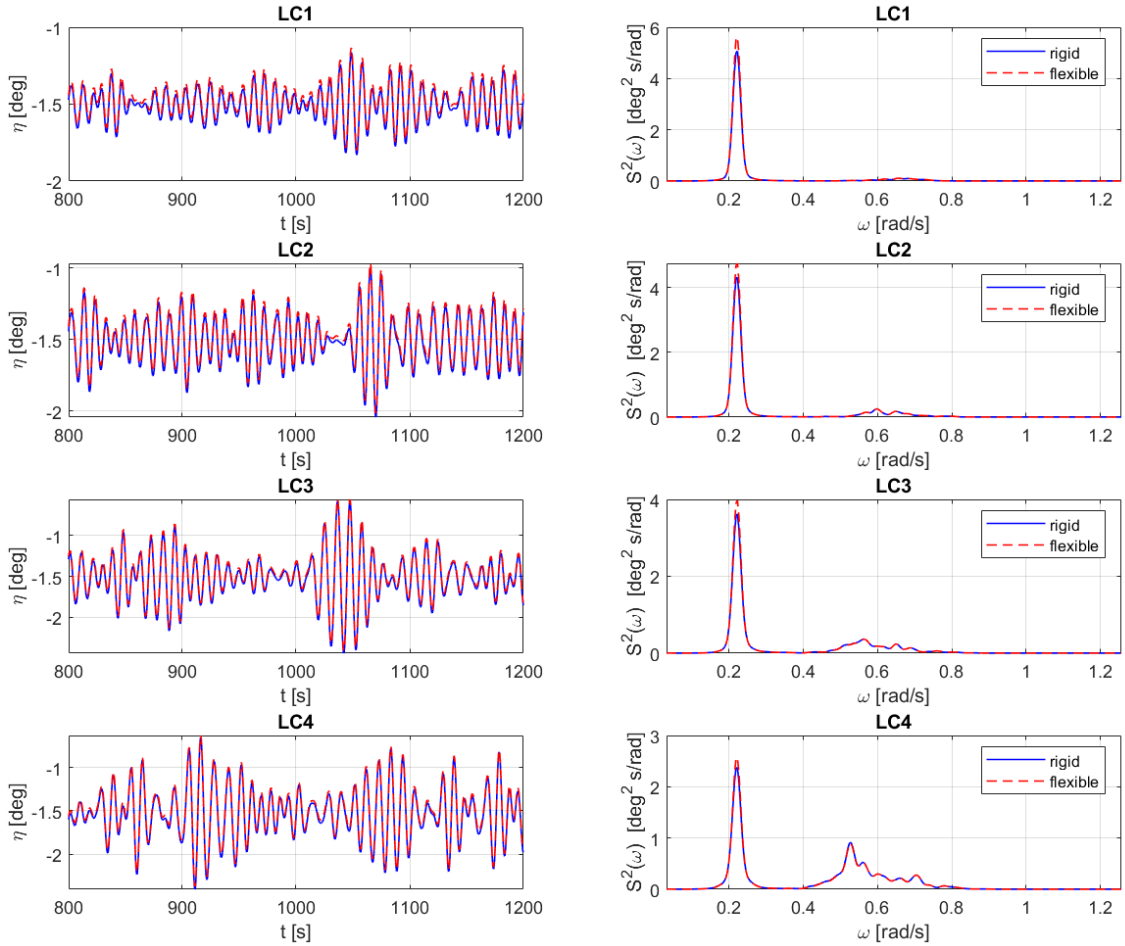 LC1
-1
-1.5
-2
η [deg]
800
900
1000
1100
1200
t [s]
LC1
6
4
2
0
S²(ω) [deg² s/rad]
rigid
flexible
0.2
0.4
0.6
0.8
1
1.2
ω [rad/s]
LC2
-1
-1.5
-2
η [deg]
800
900
1000
1100
1200
t [s]
LC2
4
2
0
S²(ω) [deg² s/rad]
rigid
flexible
0.2
0.4
0.6
0.8
1
1.2
ω [rad/s]
LC3
-1
-1.5
-2
η [deg]
800
900
1000
1100
1200
t [s]
LC3
4
2
0
S²(ω) [deg² s/rad]
rigid
flexible
0.2
0.4
0.6
0.8
1
1.2
ω [rad/s]
LC4
-1
-1.5
-2
η [deg]
800
900
1000
1100
1200
t [s]
LC4
3
2
1
0
S²(ω) [deg² s/rad]
rigid
flexible
0.2
0.4
0.6
0.8
1
1.2
ω [rad/s]